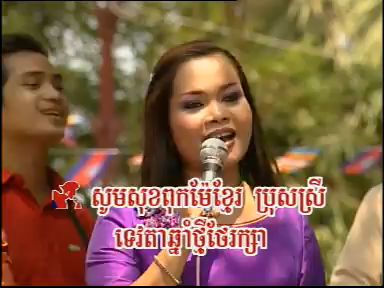 សូមសុខពុកម៉ែខ្មែរ ប្រុសស្រី
ទេវតាឆ្នាំថ្មីថែរក្សា